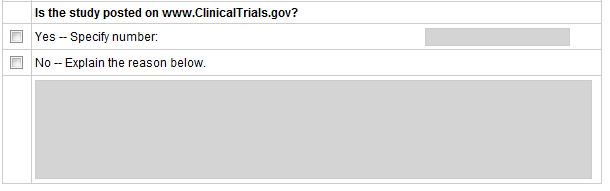 Is the study posted on www.ClinicalTrials.gov?
Yes -- Specify number:
No -- Explain the reason below.